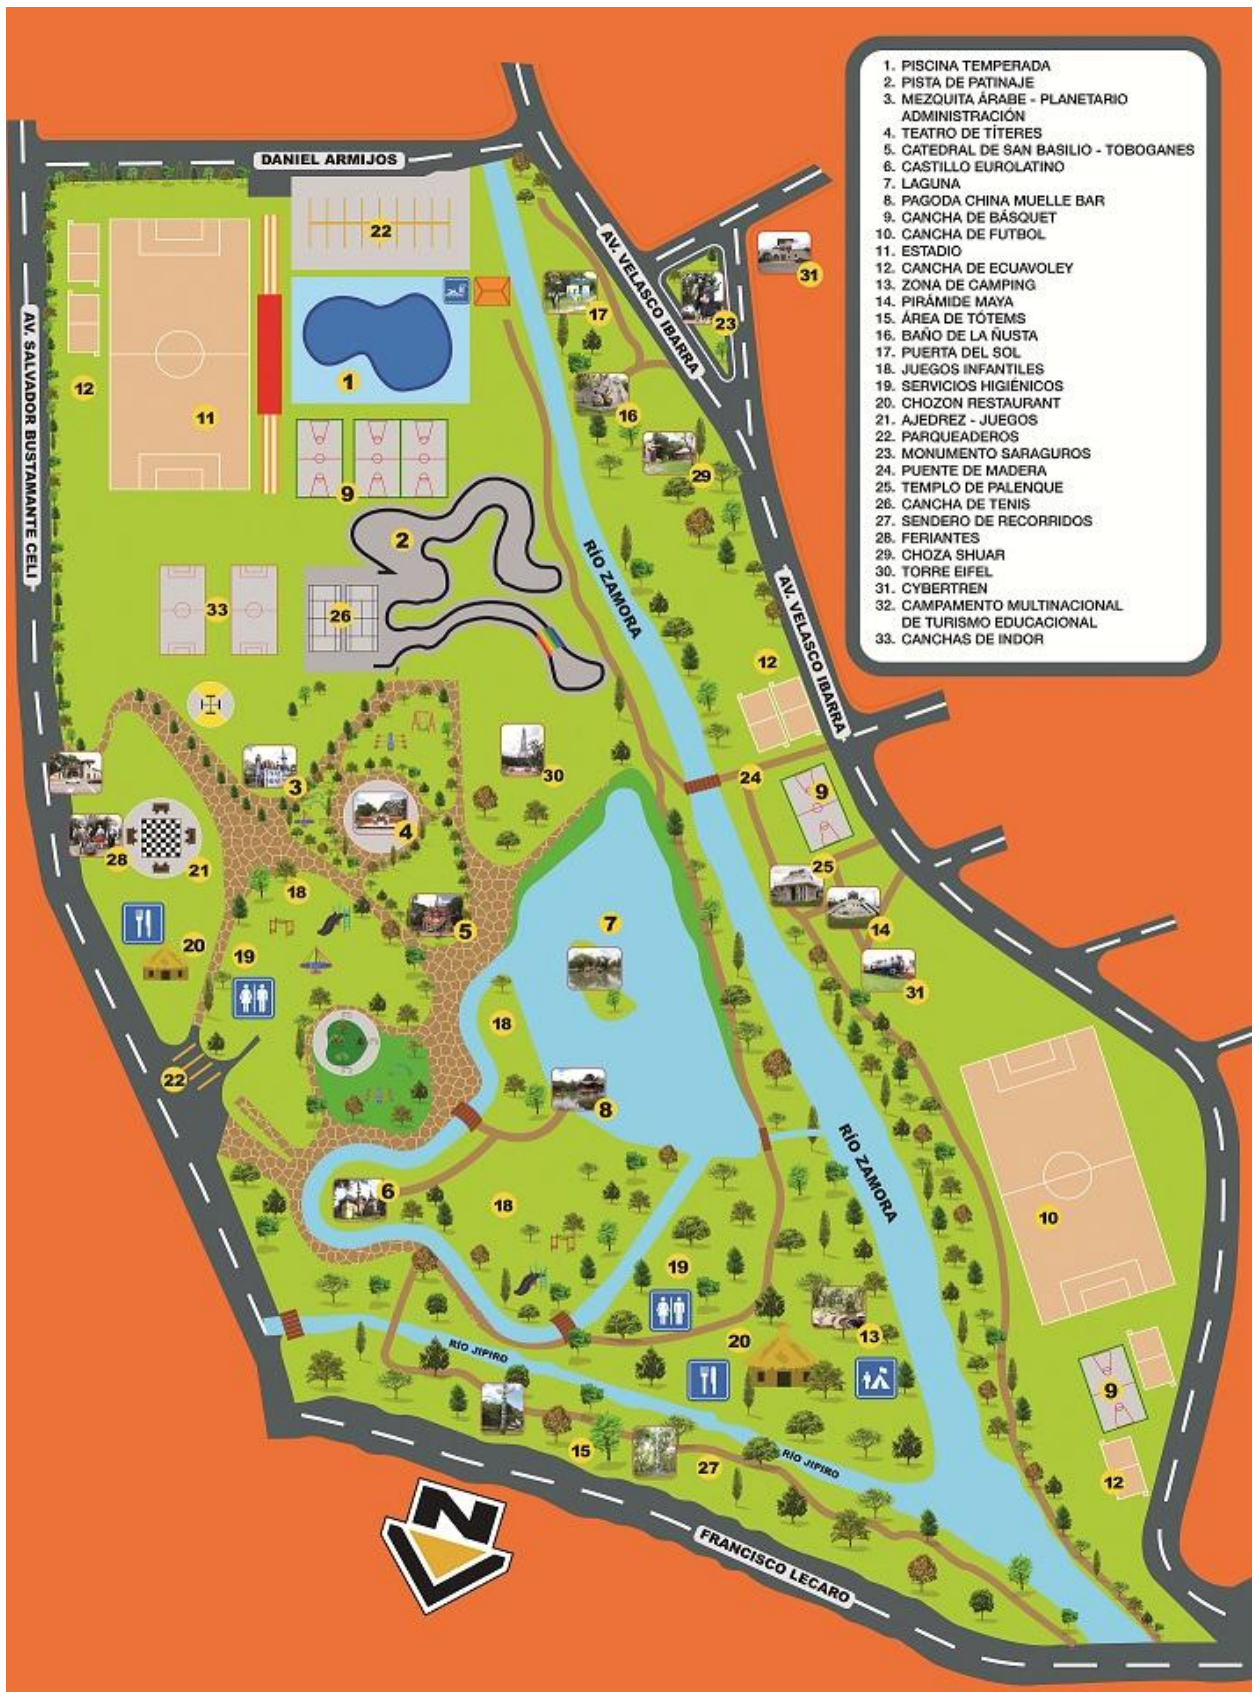 1. PISCINA TEMPERADA
2. PISTA DE PATINAJE
3. MEZQUITA ÁRABE - PLANETARIO
ADMINISTRACIÓN
4. TEATRO DE TÍTERES
5. CATEDRAL DE SAN BASILIO - TOBOGANES
6. CASTILLO EUROLATINO
7. LAGUNA
8. PAGODA CHINA MUELLE BAR
9. CANCHA DE BÁSQUET
10. CANCHA DE FUTBOL
11. ESTADIO
12. CANCHA DE ECUAVOLEY
13. ZONA DE CAMPING
14. PIRÁMIDE MAYA
15. ÁREA DE TÓTEMS
16. BAÑO DE LA ÑUSTA
17. PUERTA DEL SOL
18. JUEGOS INFANTILES
19. SERVICIOS HIGIÉNICOS
20. CHOZON RESTAURANT
21. AJEDREZ - JUEGOS
22. PARQUEADEROS
23. MONUMENTO SARAGUROS
24. PUENTE DE MADERA
25. TEMPLO DE PALENQUE
26. CANCHA DE TENIS
27. SENDERO DE RECORRIDOS
28. FERIANTES
29. CHOZA SHUAR
30. TORRE EIFEL
31. CYBERTREN
32. CAMPAMENTO MULTINACIONAL
DE TURISMO EDUCACIONAL
33. CANCHAS DE INDOR
DANIEL ARMIJOS
22
AV. VELASCO IBARRA
31
17
23
1
12
11
16
AV. SALVADOR BUSTAMANTE CELI
29
9
2
RÍO ZAMORA
33
26
AV. VELASCO IBARRA
12
30
24
3
9
4
28
21
25
18
5
7
14
20
19
31
18
22
8
RÍO ZAMORA
6
18
10
19
13
20
RÍO JIPIRO
9
15
27
RÍO JIPIRO
12
N
FRANCISCO LECARO